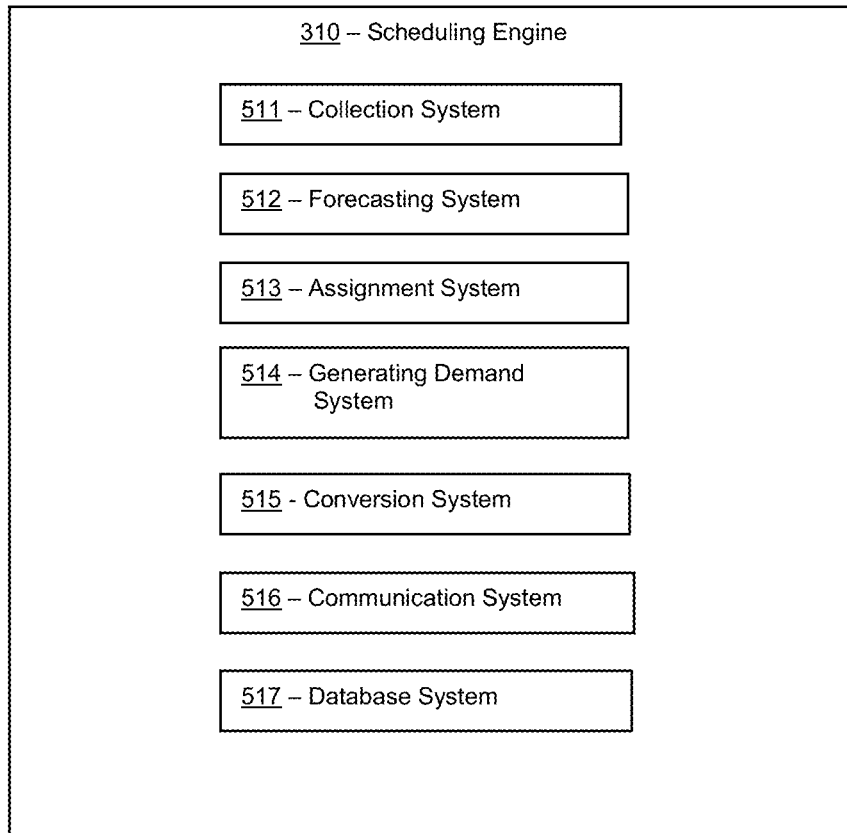 310 – Scheduling Engine
511 – Collection System
512 – Forecasting System
513 – Assignment System
514 – Generating Demand
System
515 - Conversion System
516 – Communication System
517 – Database System